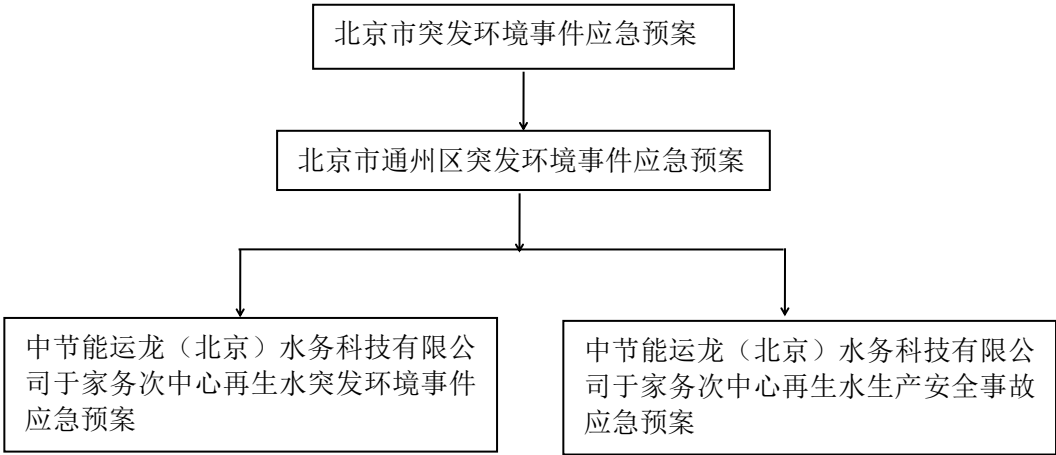 北京市突发环境事件应急预案
北京市通州区突发环境事件应急预案
中节能运龙（北京）水务科技有限公
司于家务次中心再生水突发环境事件
应急预案
中节能运龙（北京）水务科技有限公
司于家务次中心再生水生产安全事故
应急预案